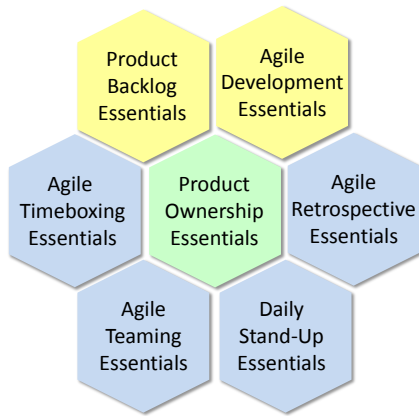 Product
Backlog
Essentials
Agile
Development
Essentials
Agile
Timeboxing
Essentials
Product
Ownership
Essentials
Agile
Retrospective
Essentials
Agile
Teaming
Essentials
Daily
Stand-Up
Essentials